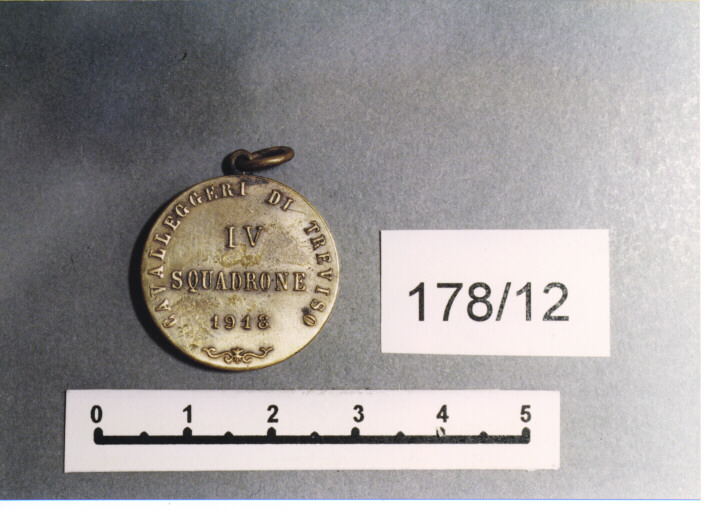 CAVALLEGGERI DI TREVISO
IV
SQUADRONE
1918
178/12
0 1 2 3 4 5